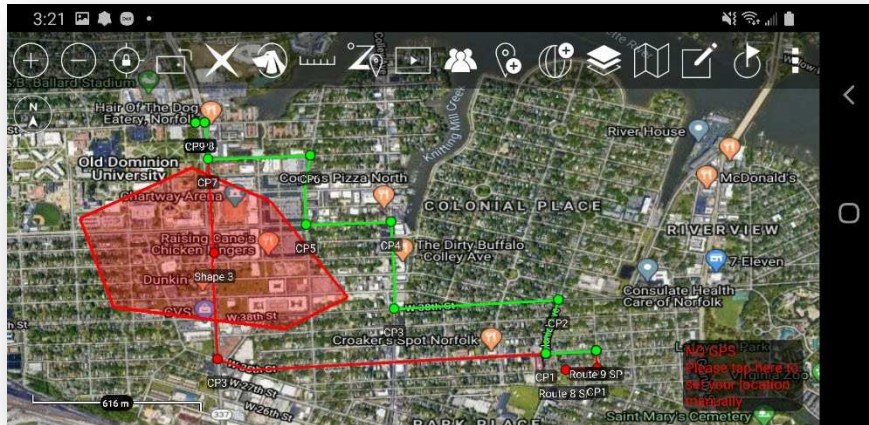 3:21
S.B. Ballard Stadium
Hair Of The Dog
Eatery, Norfolk
N
St
CP9
Old Dominion
University
CP7
CP6
Cogan's Pizza North
Knitting Mill Creek
River House
McDonald's
Chartway Arena
COLONIAL PLACE
RIVERVIEW
Raising Cane's
Chicken Fingers
CP5
CP4
The Dirty Buffalo
Colley Ave
7-Eleven
Shape 3
Dunkin'
Consulate Health
Care of Norfolk
CVS
W 38th St
W 38th St
CP3
CP2
Croaker's Spot Norfolk
NO GPS
Please tap here to
set your location
manually
CP3
CP1
Route 9 SP
W 27th St
Route 8 S
CP1
616 m
W 26th St
337
PARK PLACE
Saint Mary's Cemetery